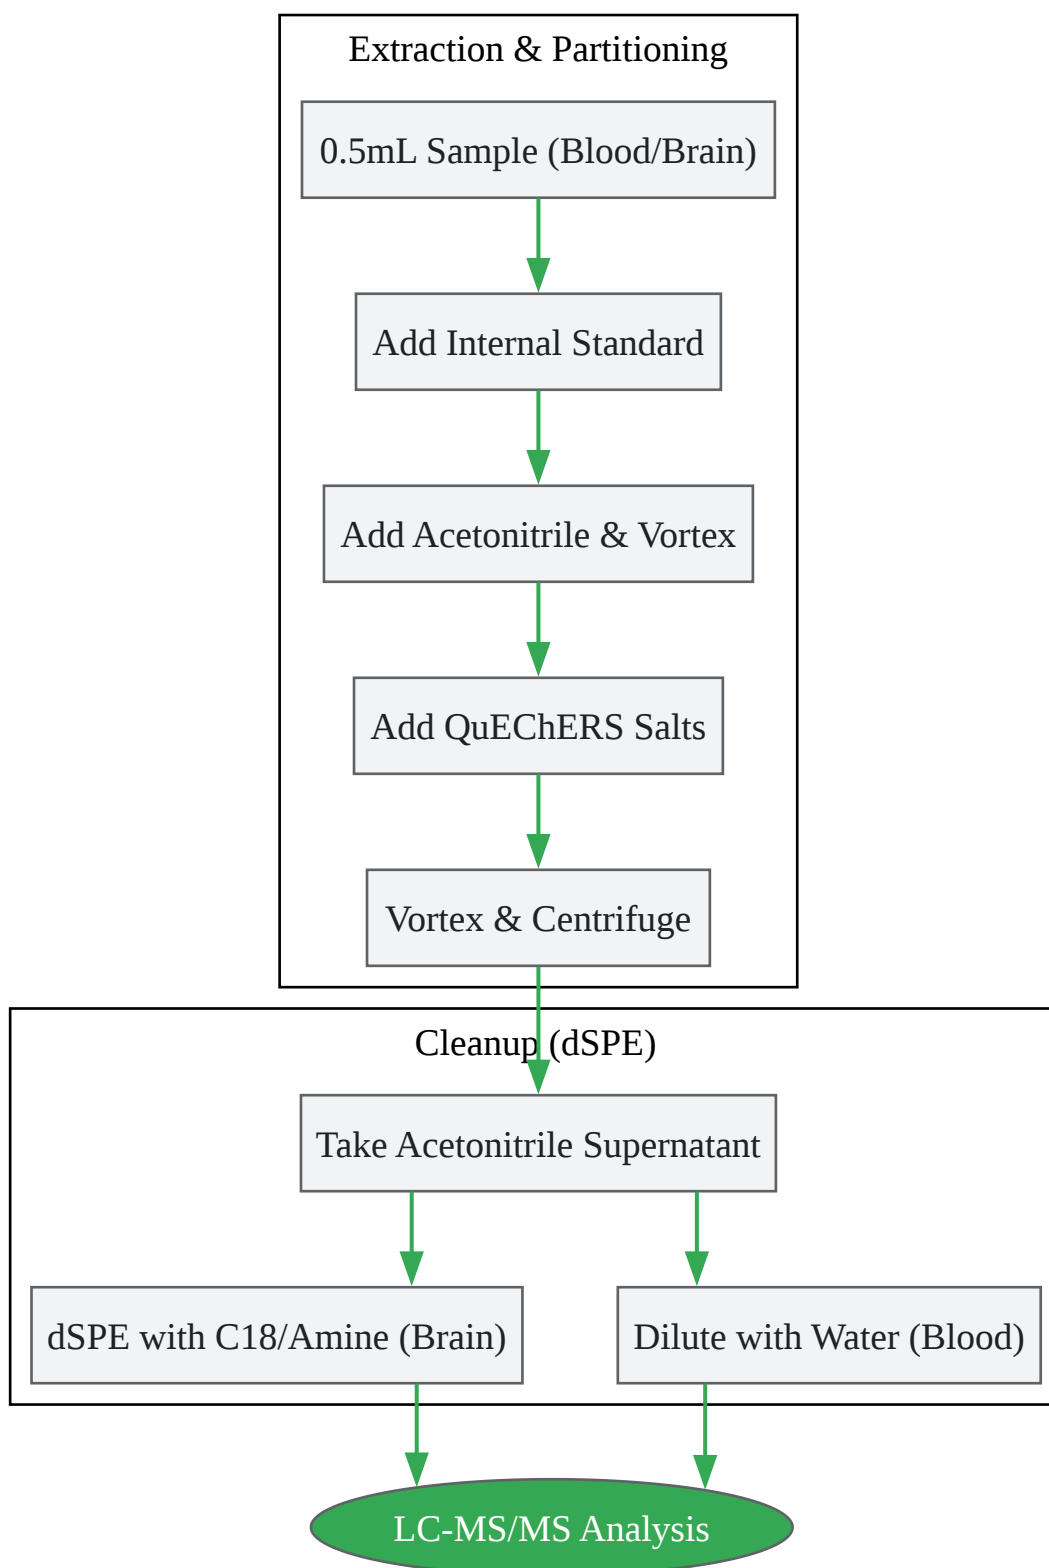 Extraction & Partitioning
0.5mL Sample (Blood/Brain)
Add Internal Standard
Add Acetonitrile & Vortex
Add QuEChERS Salts
Vortex & Centrifuge
Cleanup (dSPE)
Take Acetonitrile Supernatant
dSPE with C18/Amine (Brain)
Dilute with Water (Blood)
LC-MS/MS Analysis